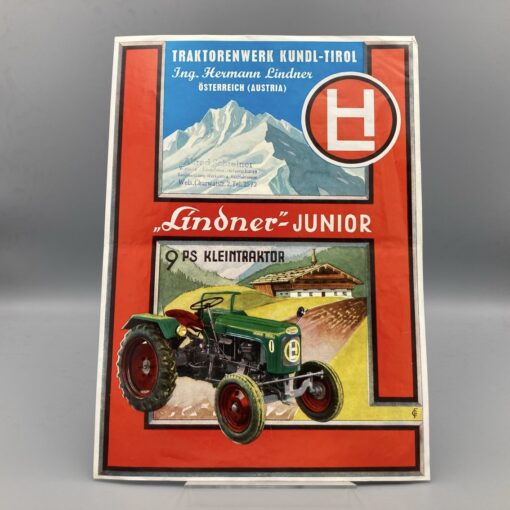 TRAKTORENWERK KUNDL-TIROL
Ing. Hermann Lindner
ÖSTERREICH (AUSTRIA)
„Lindner"-JUNIOR
9 PS KLEINTRAKTOR